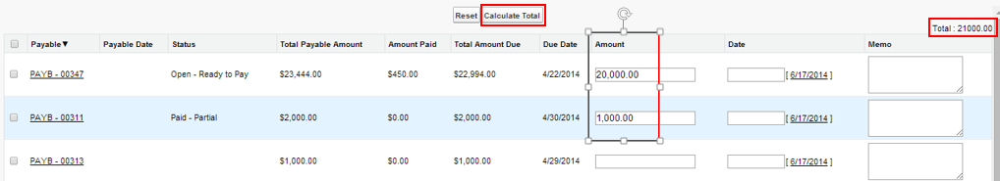 Reset Calculate Total
Total : 21000.00
Payable▼ Payable Date Status Total Payable Amount Amount Paid Total Amount Due Due Date Amount Date Memo
PAYB - 00347 Open - Ready to Pay $23,444.00 $450.00 $22,994.00 4/22/2014 20,000.00 [ 6/17/2014 ]
PAYB - 00311 Paid - Partial $2,000.00 $0.00 $2,000.00 4/30/2014 1,000.00 [ 6/17/2014 ]
PAYB - 00313 $1,000.00 $0.00 $1,000.00 4/29/2014 [ 6/17/2014 ]